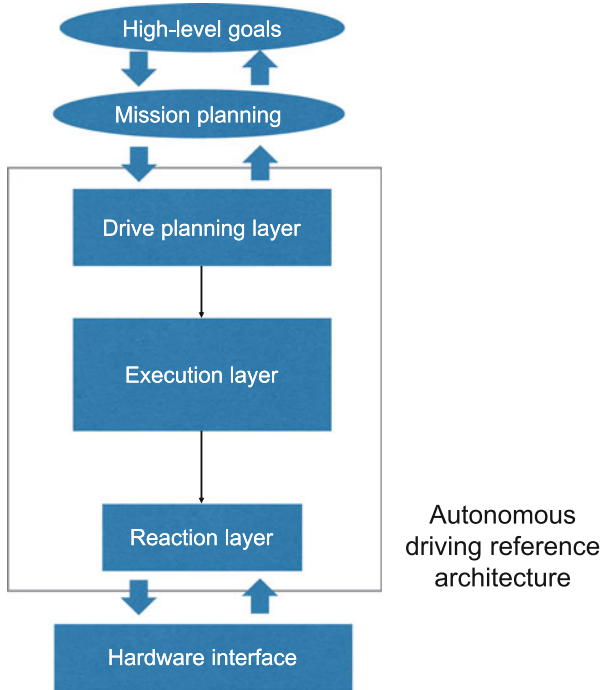 High-level goals
Mission planning
Drive planning layer
Execution layer
Reaction layer
Autonomous
driving reference
architecture
Hardware interface